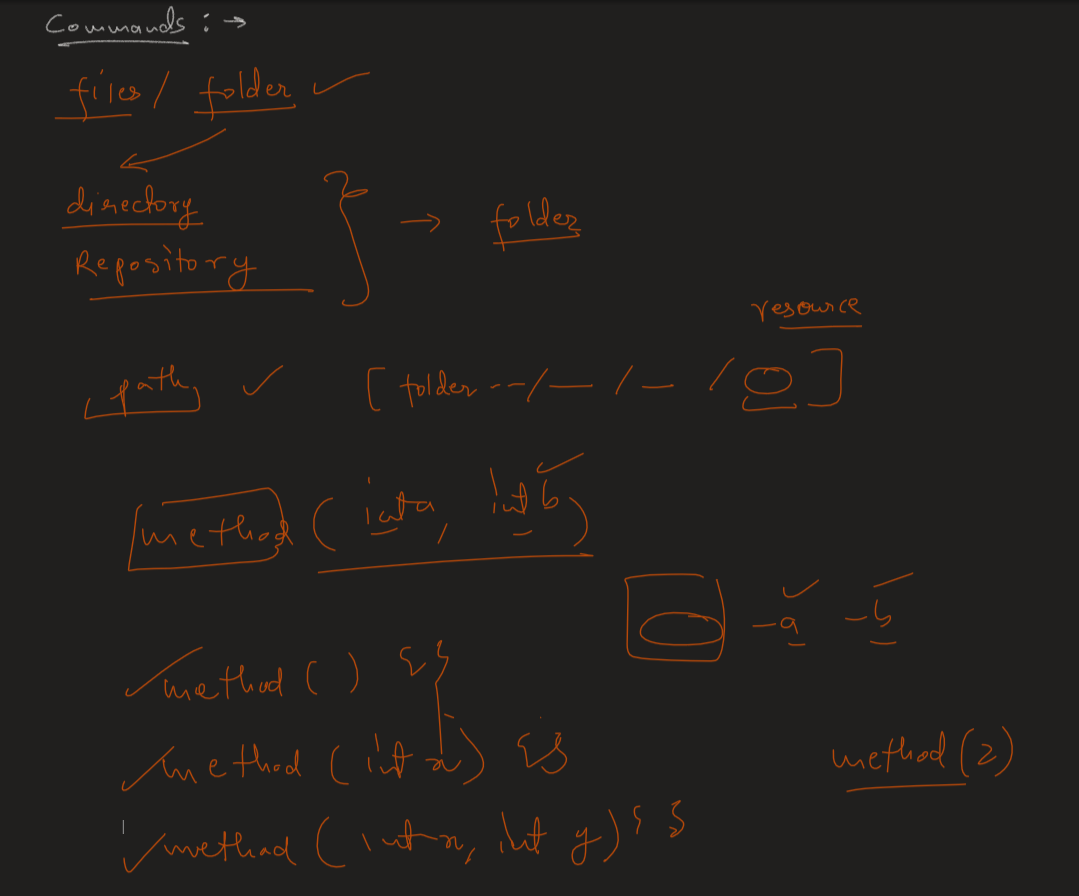 Commands : →
files / folder ✓
directory
Repository } → folder
resource
path ✓ [ folder --/ — / — / ]
method ( int a, int b )
- a - b
method ( ) { }
method ( int x ) { }
method (2)
method ( int x, int y ) { }